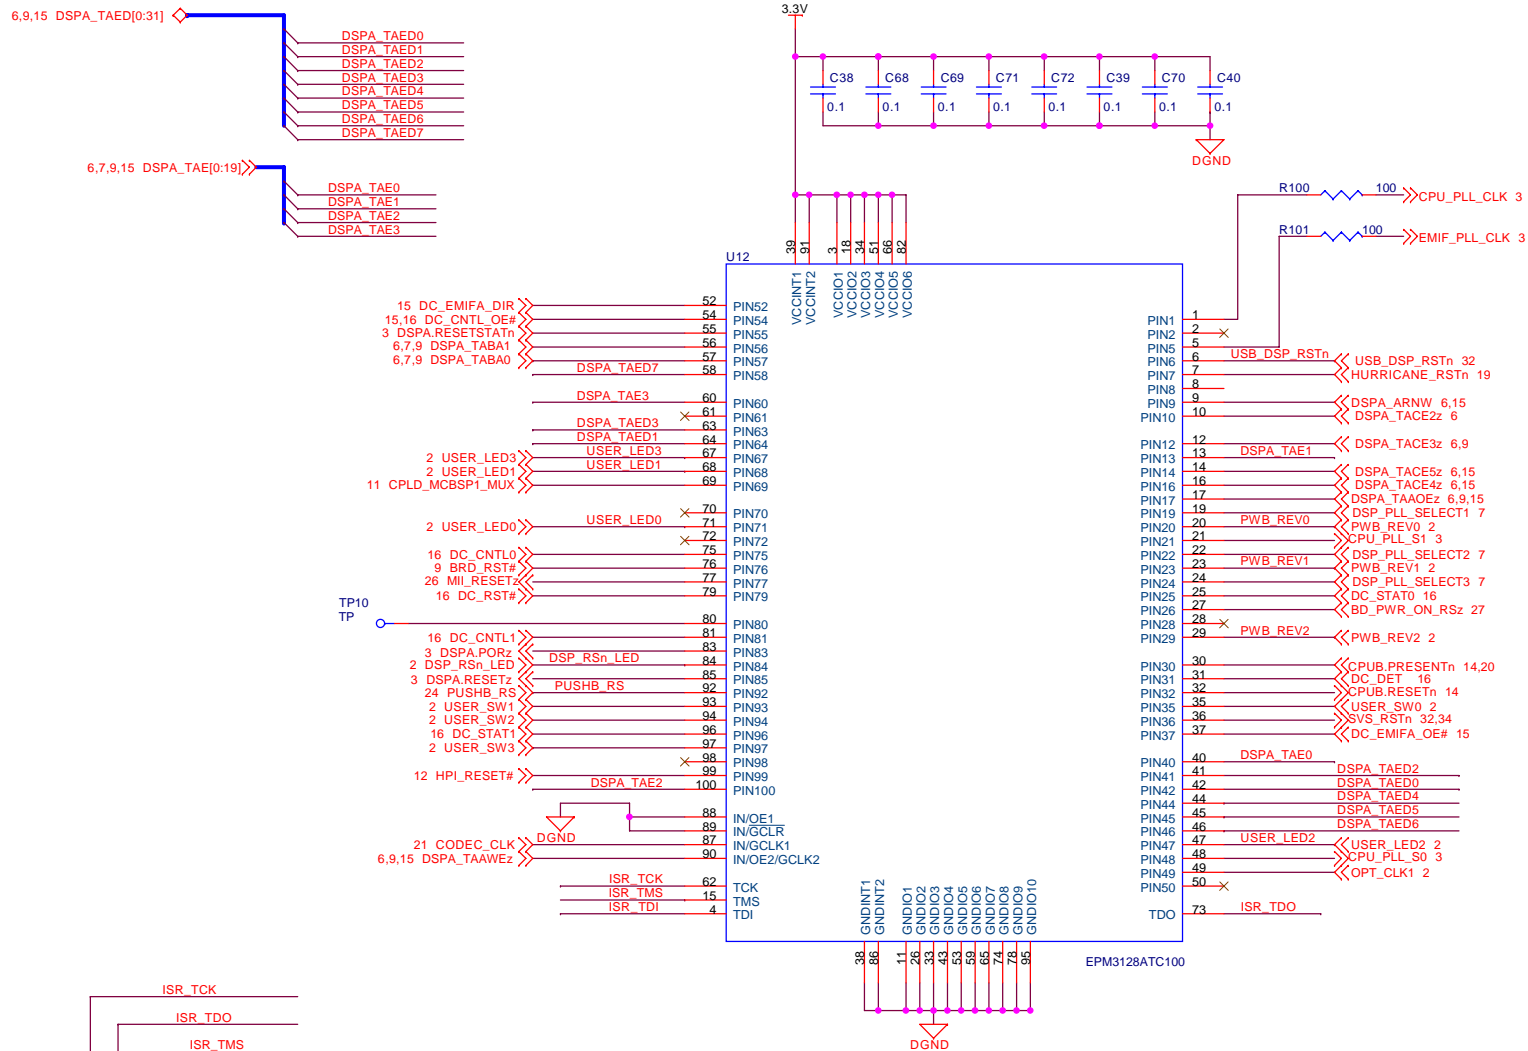 6,9,15 DSPA_TAED[0:31]
DSPA_TAED0
DSPA_TAED1
DSPA_TAED2
DSPA_TAED3
DSPA_TAED4
DSPA_TAED5
DSPA_TAED6
DSPA_TAED7
6,7,9,15 DSPA_TAE[0:19]
DSPA_TAE0
DSPA_TAE1
DSPA_TAE2
DSPA_TAE3
3.3V
C38 C68 C69 C71 C72 C39 C70 C40
0.1 0.1 0.1 0.1 0.1 0.1 0.1 0.1
DGND
R100 100 CPU_PLL_CLK 3
R101 100 EMIF_PLL_CLK 3
U12
39 91 3 18 34 51 66 82
VCCINT1 VCCINT2 VCCIO1 VCCIO2 VCCIO3 VCCIO4 VCCIO5 VCCIO6
15 DC_EMIFA_DIR 52 PIN52
15,16 DC_CNTL_OE# 54 PIN54
3 DSPA.RESETSTATn 55 PIN55
6,7,9 DSPA_TABA1 56 PIN56
6,7,9 DSPA_TABA0 57 PIN57
DSPA_TAED7 58 PIN58
DSPA_TAE3 60 PIN60
61 PIN61
DSPA_TAED3 63 PIN63
DSPA_TAED1 64 PIN64
2 USER_LED3 USER_LED3 67 PIN67
2 USER_LED1 USER_LED1 68 PIN68
11 CPLD_MCBSP1_MUX 69 PIN69
70 PIN70
2 USER_LED0 USER_LED0 71 PIN71
72 PIN72
16 DC_CNTL0 75 PIN75
9 BRD_RST# 76 PIN76
26 MII_RESETz 77 PIN77
16 DC_RST# 79 PIN79
TP10
TP
80 PIN80
16 DC_CNTL1 81 PIN81
3 DSPA.PORz 83 PIN83
2 DSP_RSn_LED DSP_RSn_LED 84 PIN84
3 DSPA.RESETz 85 PIN85
24 PUSHB_RS PUSHB_RS 92 PIN92
2 USER_SW1 93 PIN93
2 USER_SW2 94 PIN94
16 DC_STAT1 96 PIN96
2 USER_SW3 97 PIN97
98 PIN98
12 HPI_RESET# 99 PIN99
DSPA_TAE2 100 PIN100
88 IN/OE1
DGND 89 IN/GCLR
21 CODEC_CLK 87 IN/GCLK1
6,9,15 DSPA_TAAWEz 90 IN/OE2/GCLK2
ISR_TCK 62 TCK
ISR_TMS 15 TMS
ISR_TDI 4 TDI
PIN1 1
PIN2 2
PIN5 5
PIN6 6 USB_DSP_RSTn USB_DSP_RSTn 32
PIN7 7 HURRICANE_RSTn 19
PIN8 8
PIN9 9 DSPA_ARNW 6,15
PIN10 10 DSPA_TACE2z 6
PIN12 12 DSPA_TACE3z 6,9
PIN13 13 DSPA_TAE1
PIN14 14 DSPA_TACE5z 6,15
PIN16 16 DSPA_TACE4z 6,15
PIN17 17 DSPA_TAAOEz 6,9,15
PIN19 19 DSP_PLL_SELECT1 7
PIN20 20 PWB_REV0 PWB_REV0 2
PIN21 21 CPU_PLL_S1 3
PIN22 22 DSP_PLL_SELECT2 7
PIN23 23 PWB_REV1 PWB_REV1 2
PIN24 24 DSP_PLL_SELECT3 7
PIN25 25 DC_STAT0 16
PIN26 27 BD_PWR_ON_RSz 27
PIN28 28
PIN29 29 PWB_REV2 PWB_REV2 2
PIN30 30 CPUB.PRESENTn 14,20
PIN31 31 DC_DET 16
PIN32 32 CPUB.RESETn 14
PIN35 35 USER_SW0 2
PIN36 36 SVS_RSTn 32,34
PIN37 37 DC_EMIFA_OE# 15
PIN40 40 DSPA_TAE0
PIN41 41 DSPA_TAED2
PIN42 42 DSPA_TAED0
PIN44 44 DSPA_TAED4
PIN45 45 DSPA_TAED5
PIN46 46 DSPA_TAED6
PIN47 47 USER_LED2 USER_LED2 2
PIN48 48 CPU_PLL_S0 3
PIN49 49 OPT_CLK1 2
PIN50 50
TDO 73 ISR_TDO
GNDINT1 GNDINT2 GNDIO1 GNDIO2 GNDIO3 GNDIO4 GNDIO5 GNDIO6 GNDIO7 GNDIO8 GNDIO9 GNDIO10
38 86 11 26 33 43 53 59 65 74 78 95
EPM3128ATC100
DGND
ISR_TCK
ISR_TDO
ISR_TMS